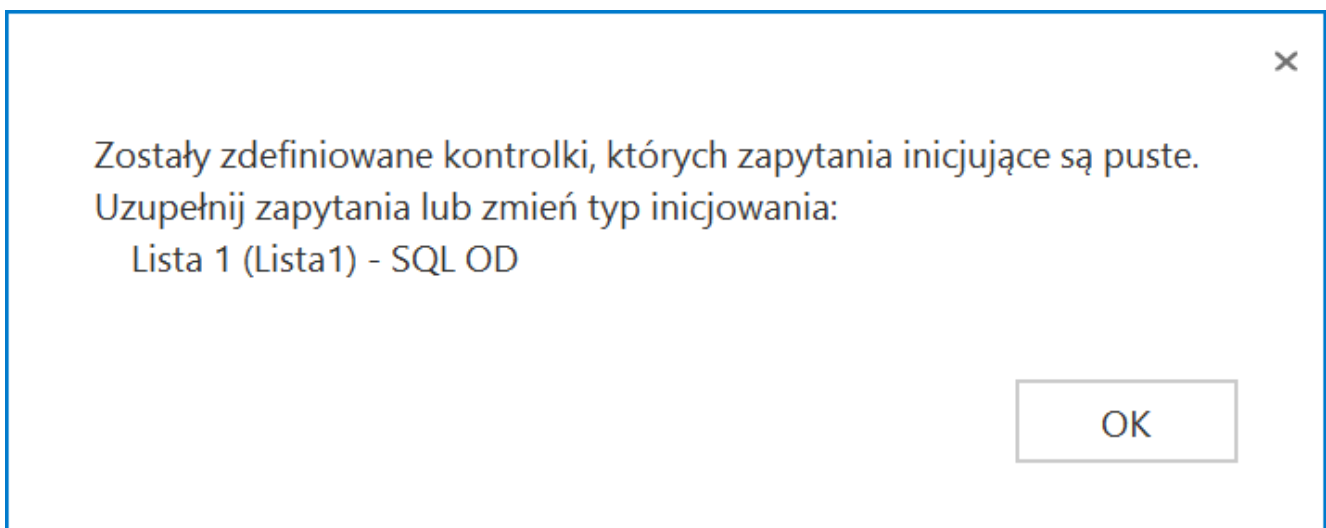 Zostały zdefiniowane kontrolki, których zapytania inicjujące są puste.
Uzupełnij zapytania lub zmień typ inicjowania:
Lista 1 (Lista1) - SQL OD
OK